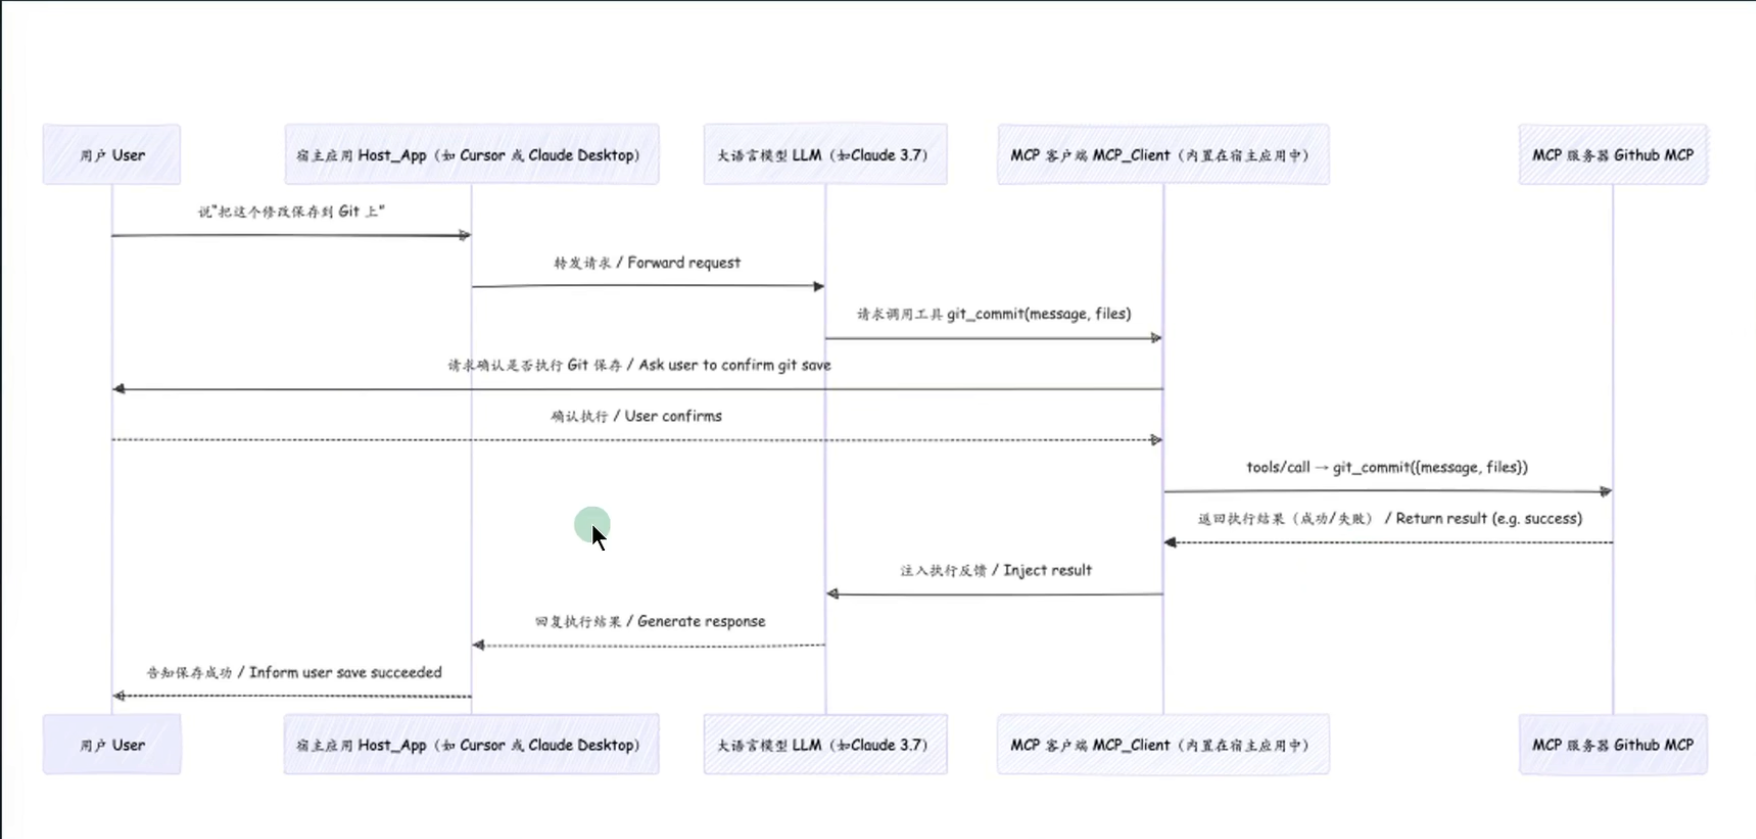 用户 User
宿主应用 Host_App（如 Cursor 或 Claude Desktop）
大语言模型 LLM（如Claude 3.7）
MCP 客户端 MCP_Client（内置在宿主应用中）
MCP 服务器 Github MCP
说"把这个修改保存到 Git 上"
转发请求 / Forward request
请求调用工具 git_commit(message, files)
请求确认是否执行 Git 保存 / Ask user to confirm git save
确认执行 / User confirms
tools/call → git_commit({message, files})
返回执行结果（成功/失败） / Return result (e.g. success)
注入执行反馈 / Inject result
回复执行结果 / Generate response
告知保存成功 / Inform user save succeeded
用户 User
宿主应用 Host_App（如 Cursor 或 Claude Desktop）
大语言模型 LLM（如Claude 3.7）
MCP 客户端 MCP_Client（内置在宿主应用中）
MCP 服务器 Github MCP